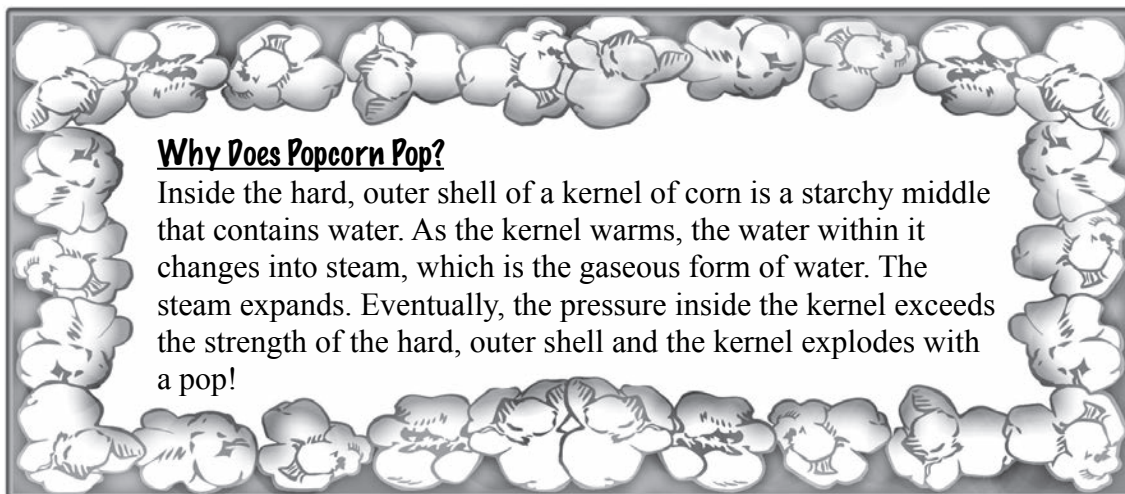 Why Does Popcorn Pop?
Inside the hard, outer shell of a kernel of corn is a starchy middle
that contains water. As the kernel warms, the water within it
changes into steam, which is the gaseous form of water. The
steam expands. Eventually, the pressure inside the kernel exceeds
the strength of the hard, outer shell and the kernel explodes with
a pop!